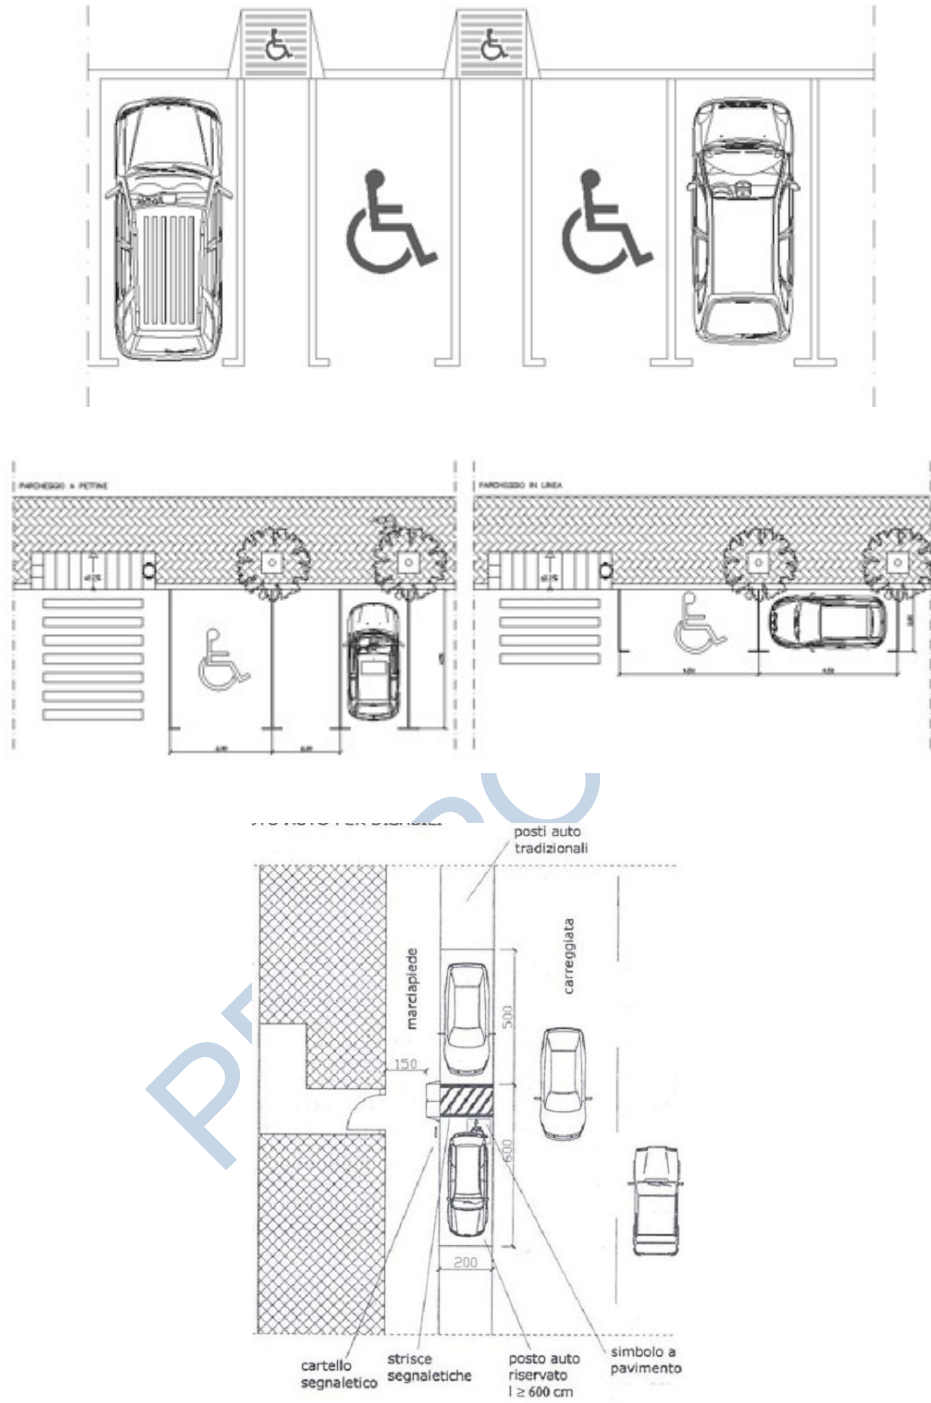 PARCHEGGIO A PETTINE
PARCHEGGIO IN LINEA
posti auto
tradizionali
marciapiede
carreggiata
500
150
600
200
cartello
segnaletico
strisce
segnaletiche
posto auto
riservato
l ≥ 600 cm
simbolo a
pavimento